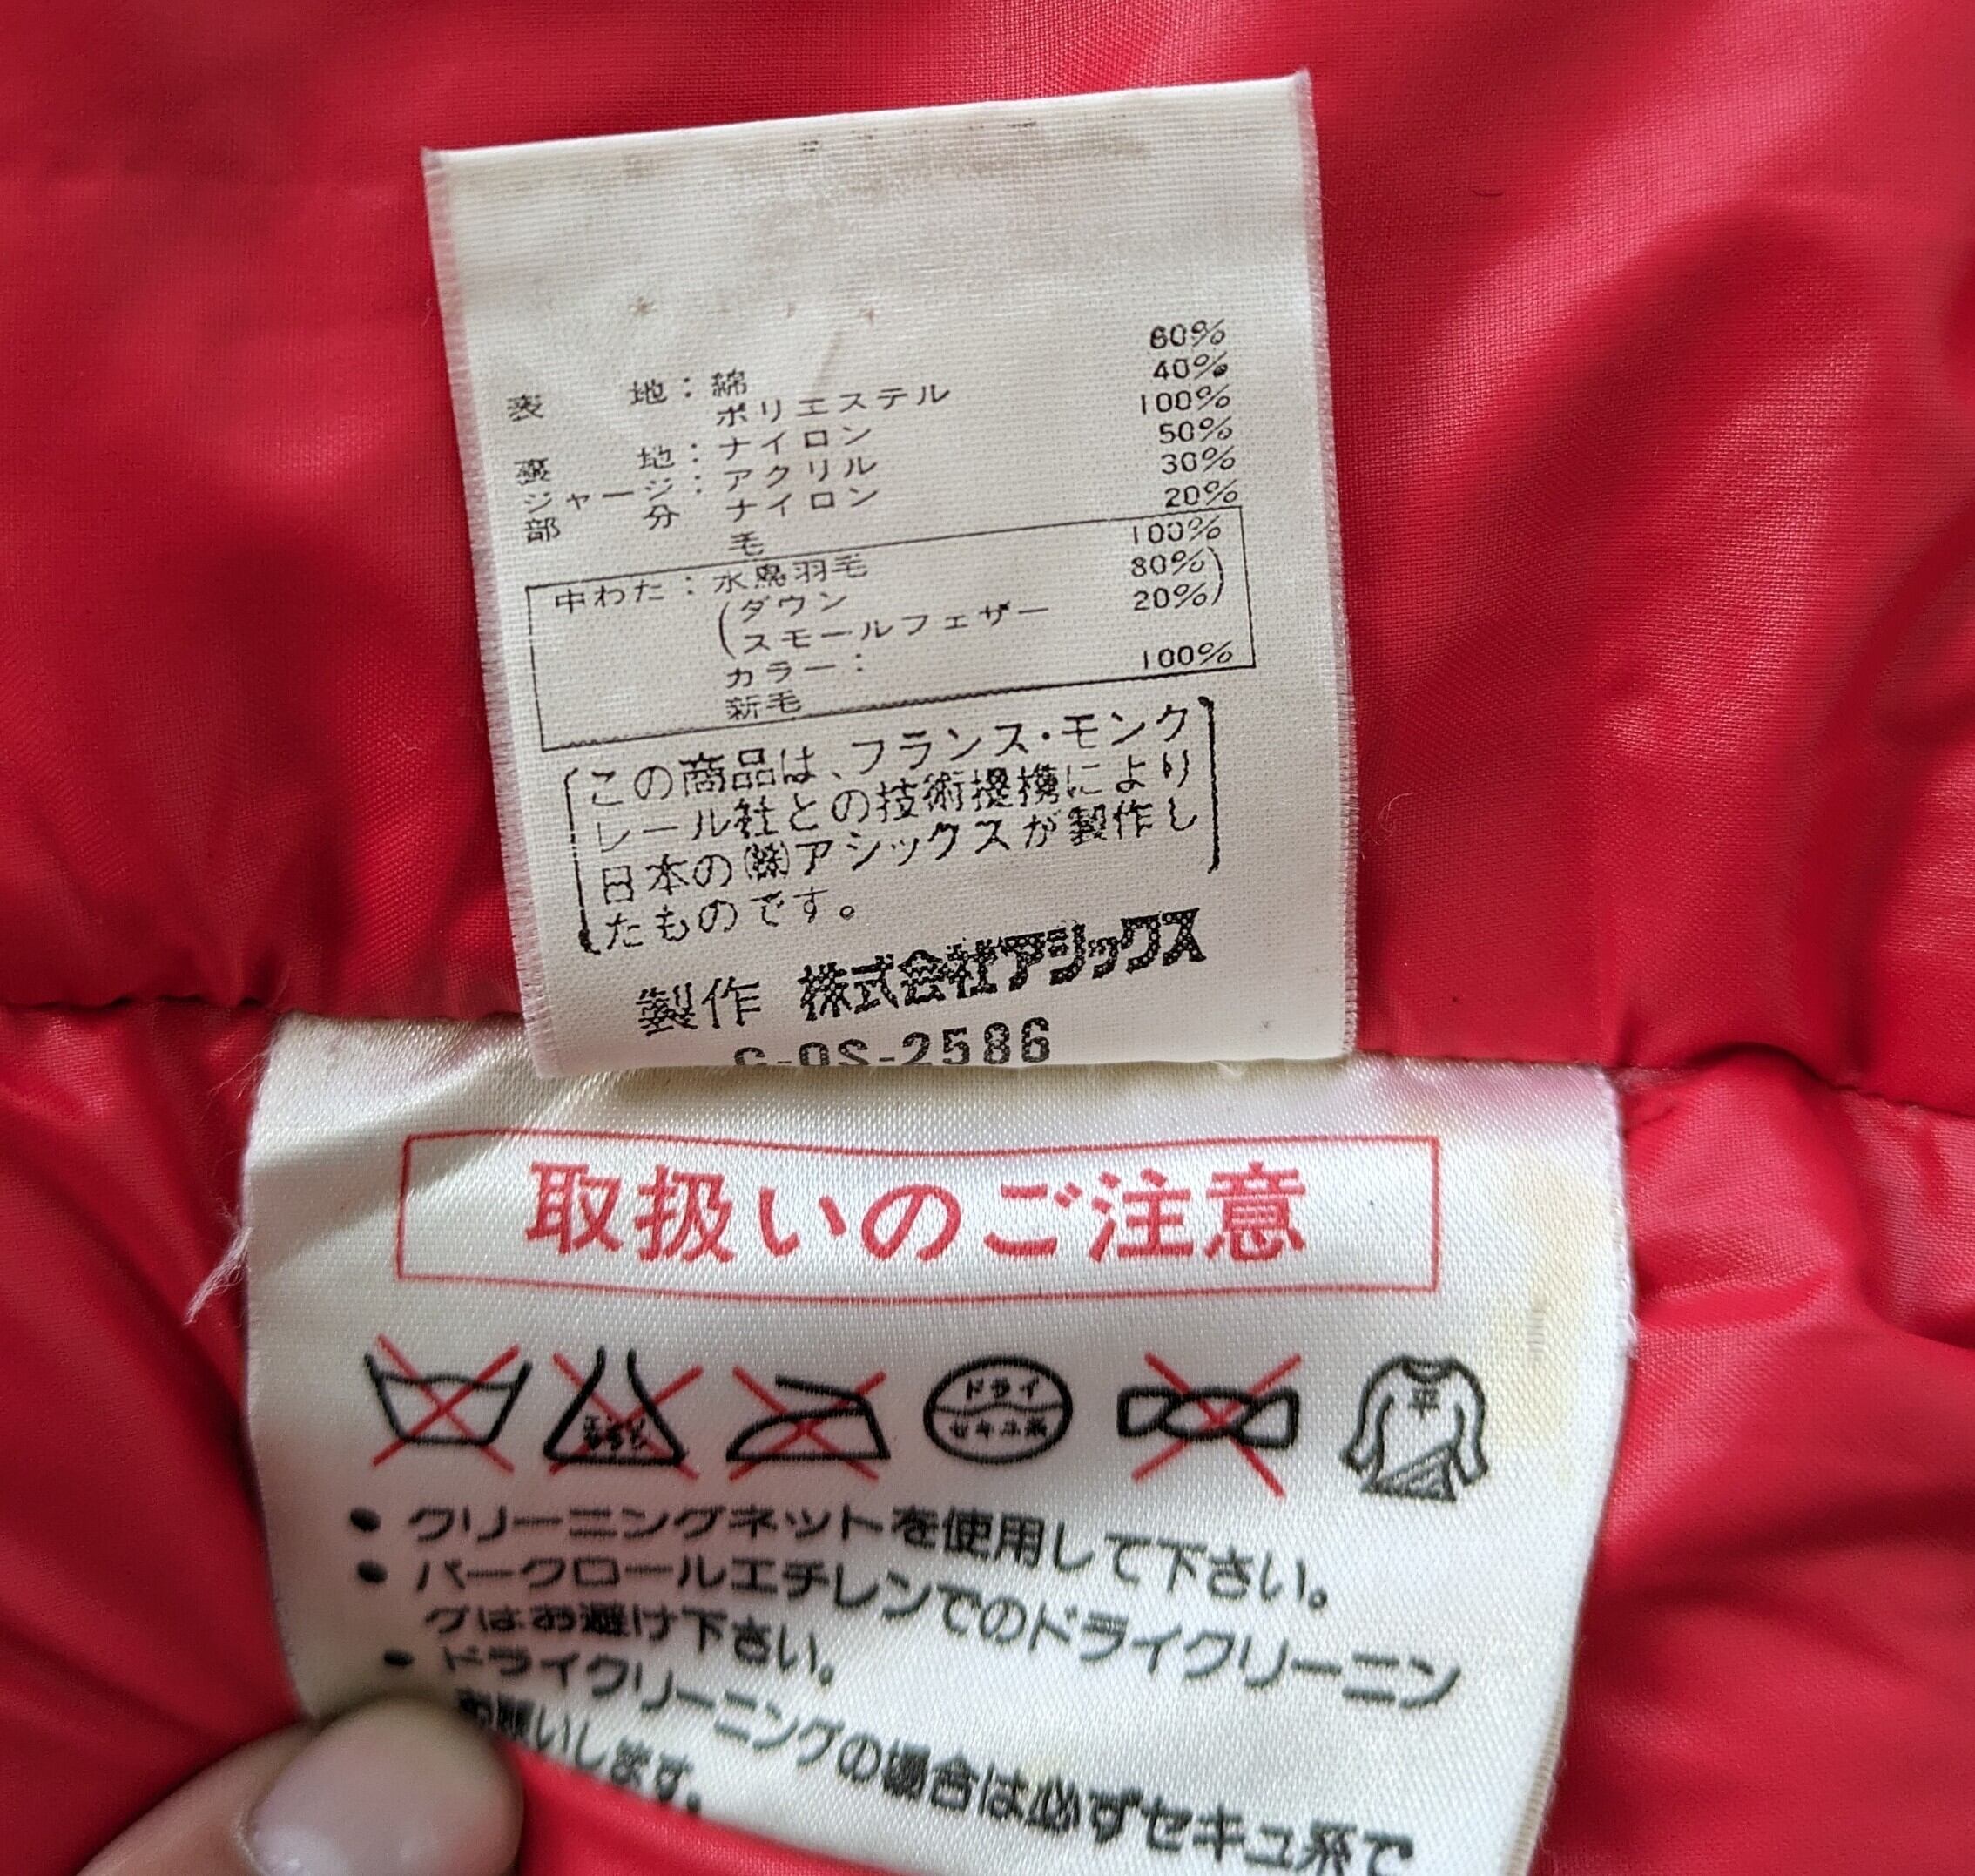 表 地：綿 60%
ポリエステル 40%
裏 地：ナイロン 100%
ジャージ：アクリル 50%
部 分 ナイロン 30%
毛 20%
中わた：水鳥羽毛 100%
(ダウン 80%)
(スモールフェザー 20%)
カラー：
新毛 100%
この商品は、フランス・モンク
レール社との技術提携により
日本の㈱アシックスが製作し
たものです。
製作 株式会社アシックス
C-OS-2586
取扱いのご注意
エンソサラシ
ドライ
セキユ系
平
• クリーニングネットを使用して下さい。
• パークロールエチレンでのドライクリーニン
グはお避け下さい。
• ドライクリーニングの場合は必ずセキュ系で
お願いします。